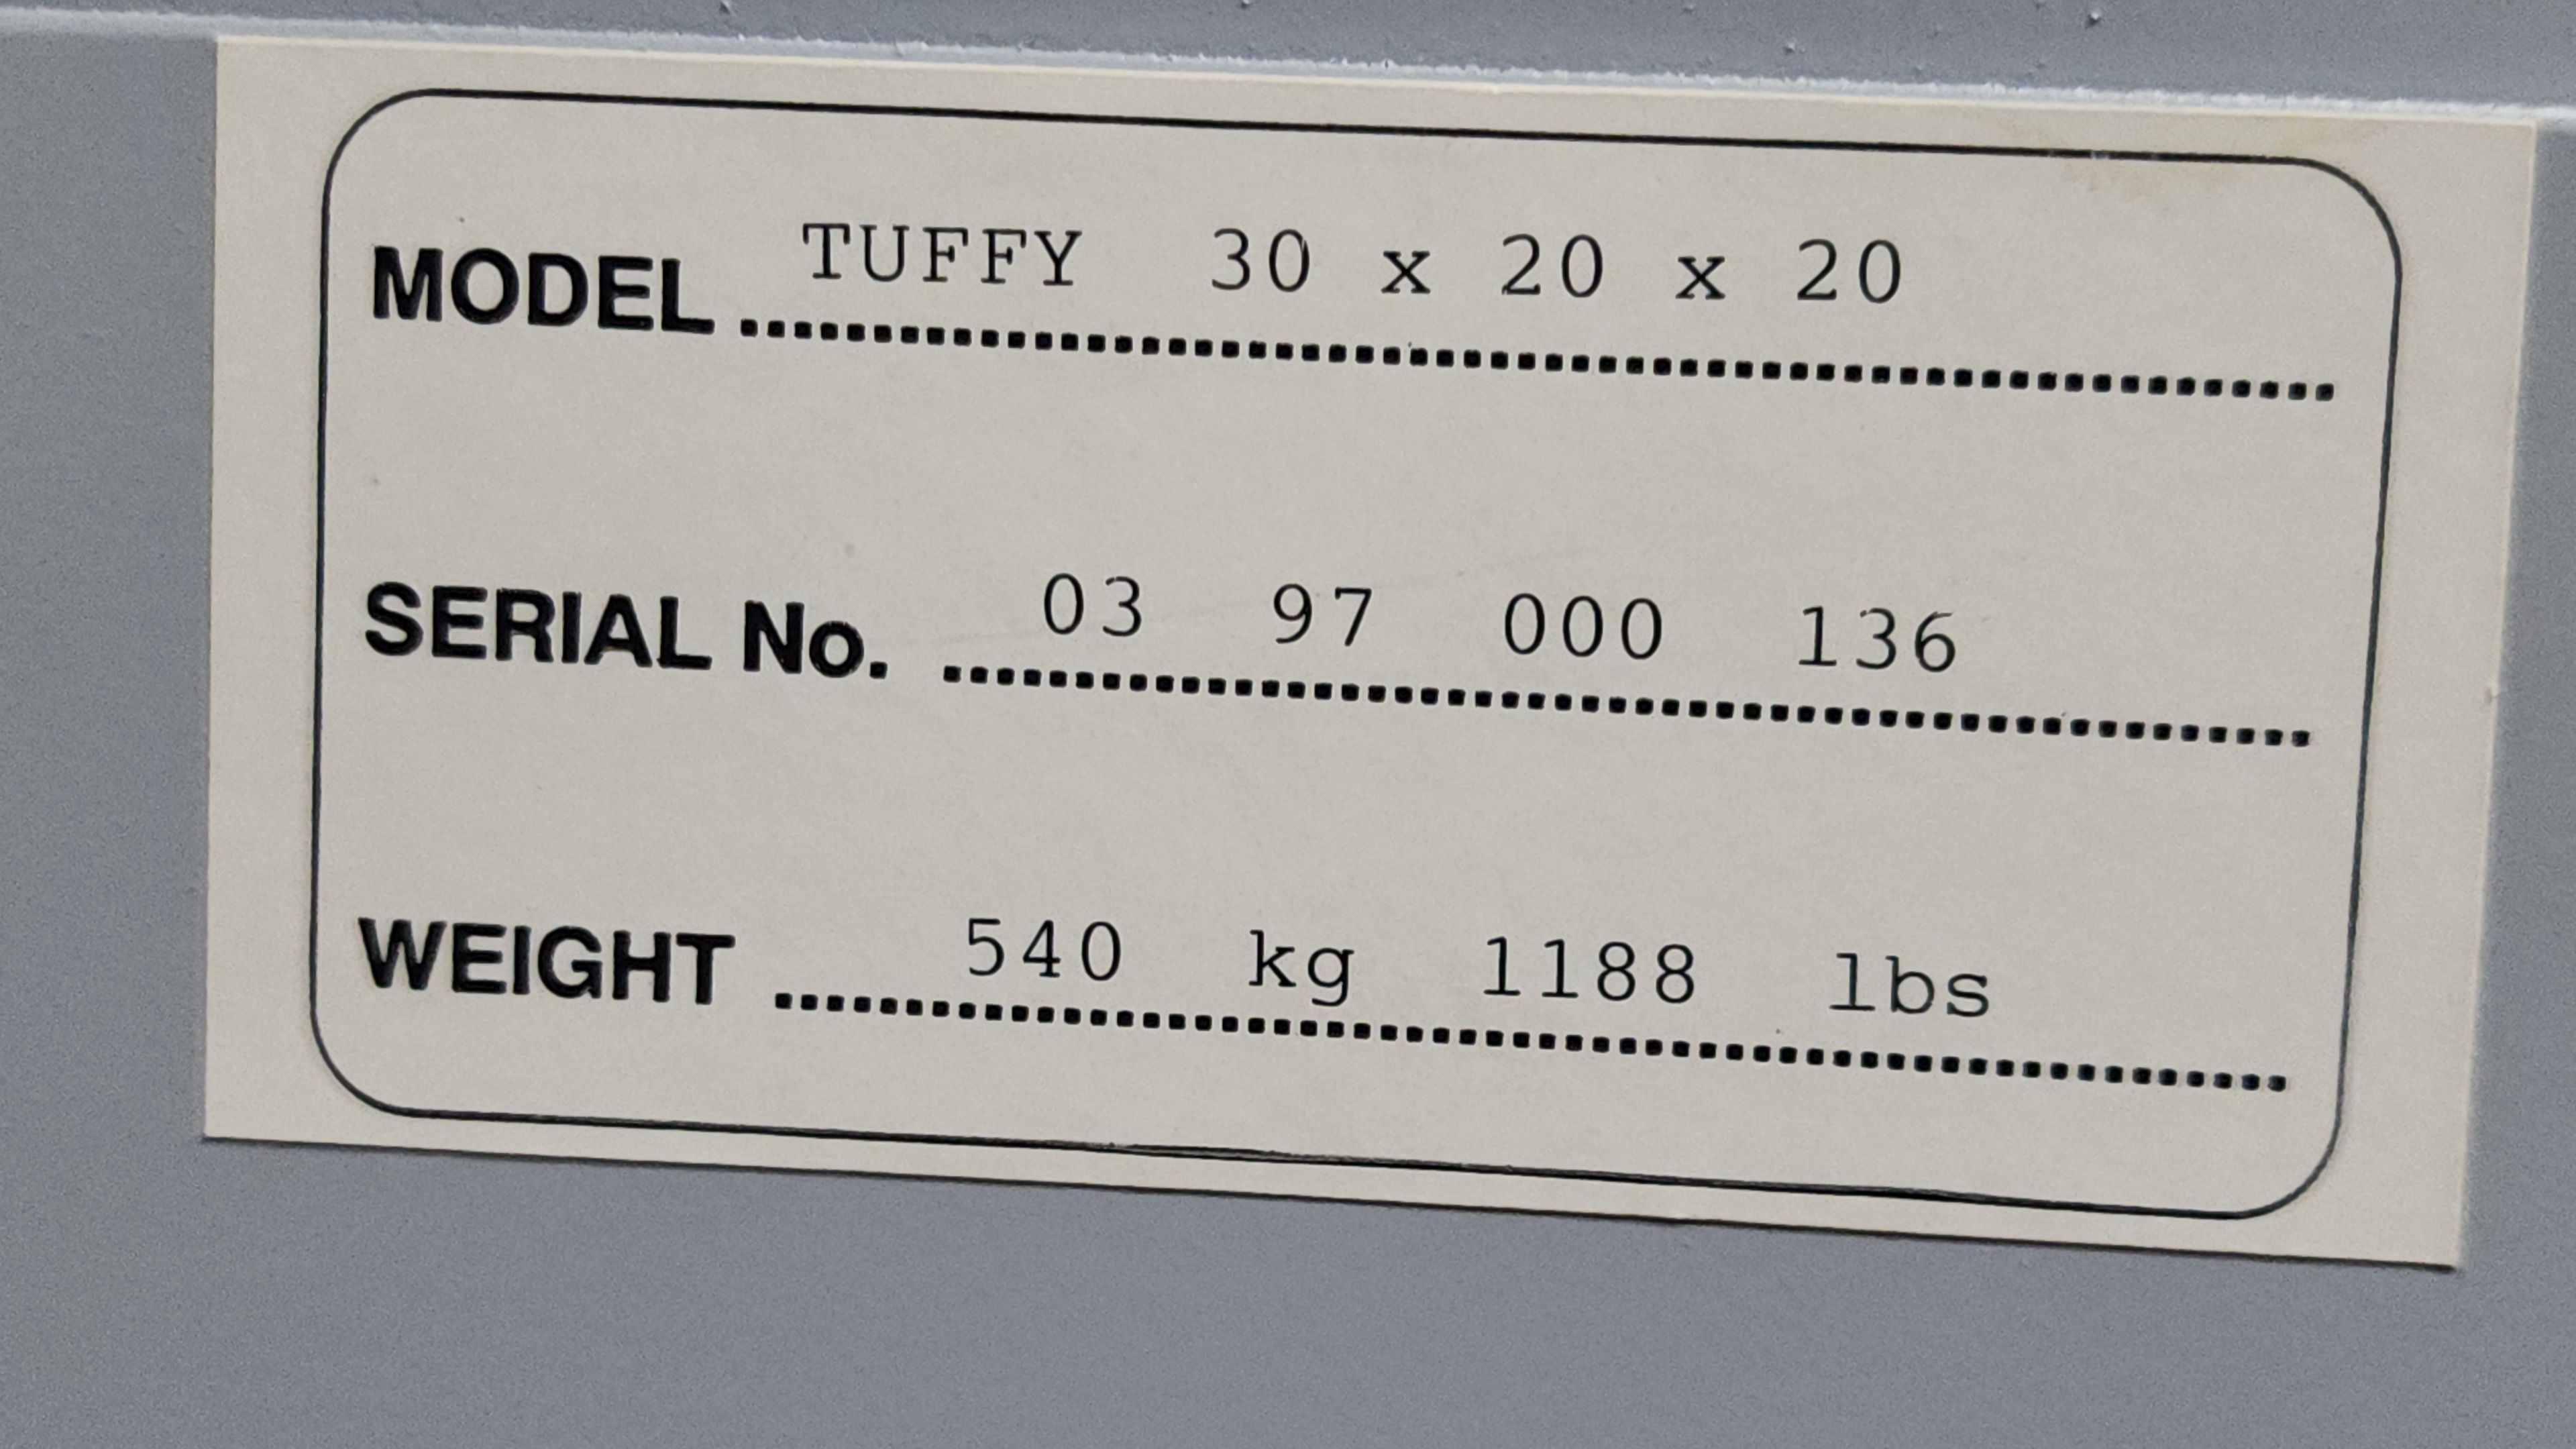 MODEL TUFFY 30 x 20 x 20
SERIAL No. 03 97 000 136
WEIGHT 540 kg 1188 lbs